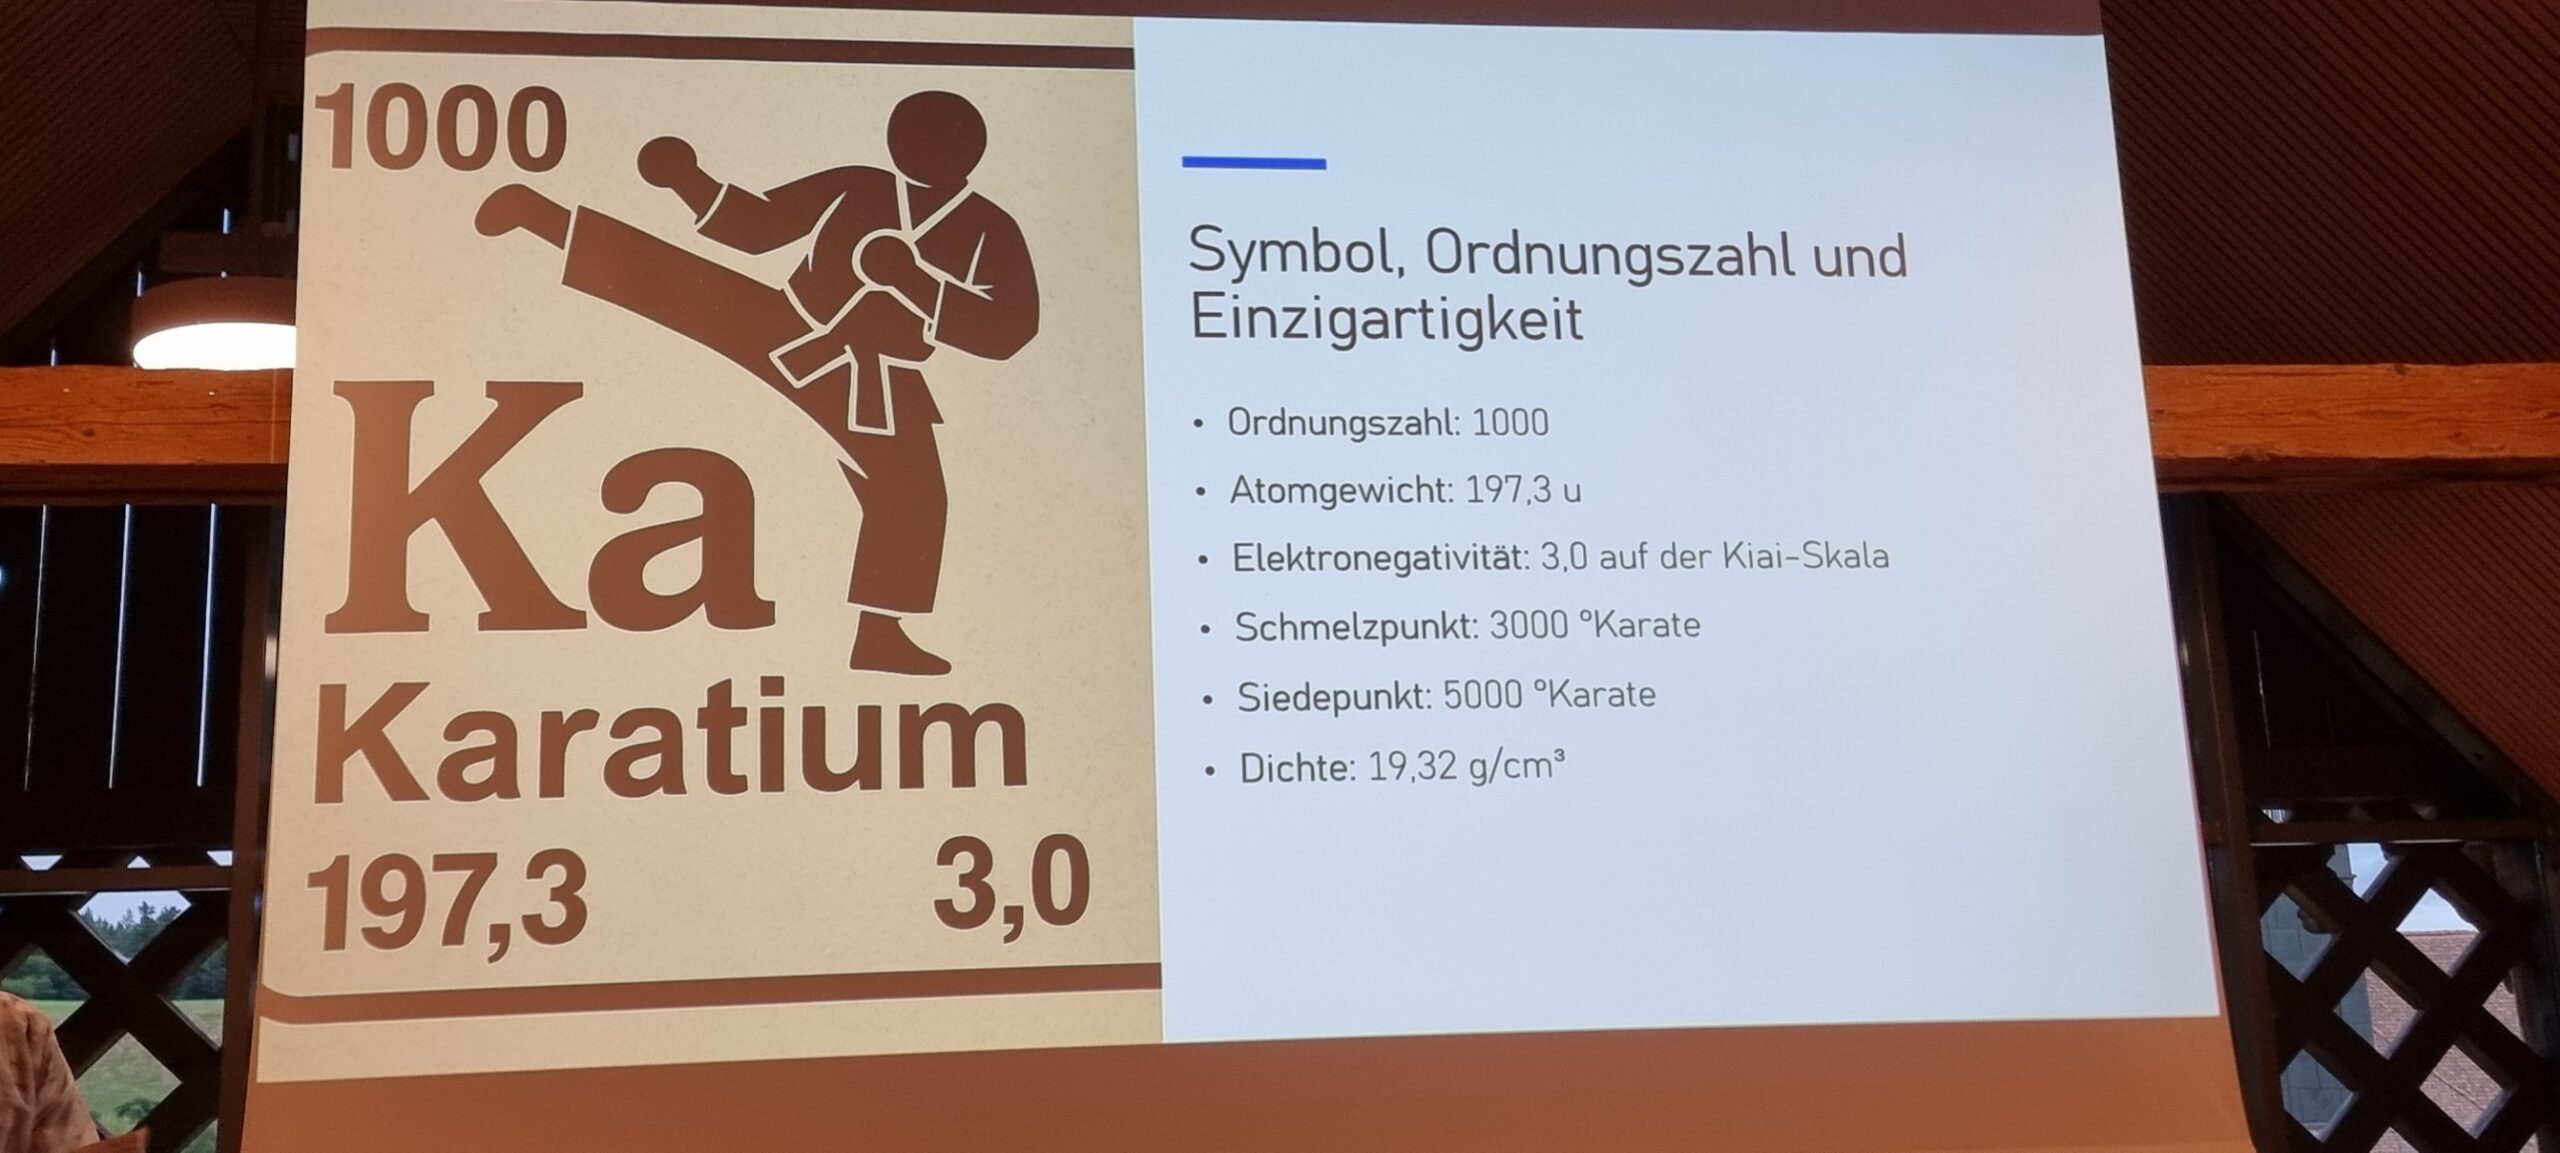 1000
Ka
Karatium
197,3
3,0
Symbol, Ordnungszahl und
Einzigartigkeit
• Ordnungszahl: 1000
• Atomgewicht: 197,3 u
• Elektronegativität: 3,0 auf der Kiai-Skala
• Schmelzpunkt: 3000 °Karate
• Siedepunkt: 5000 °Karate
• Dichte: 19,32 g/cm³